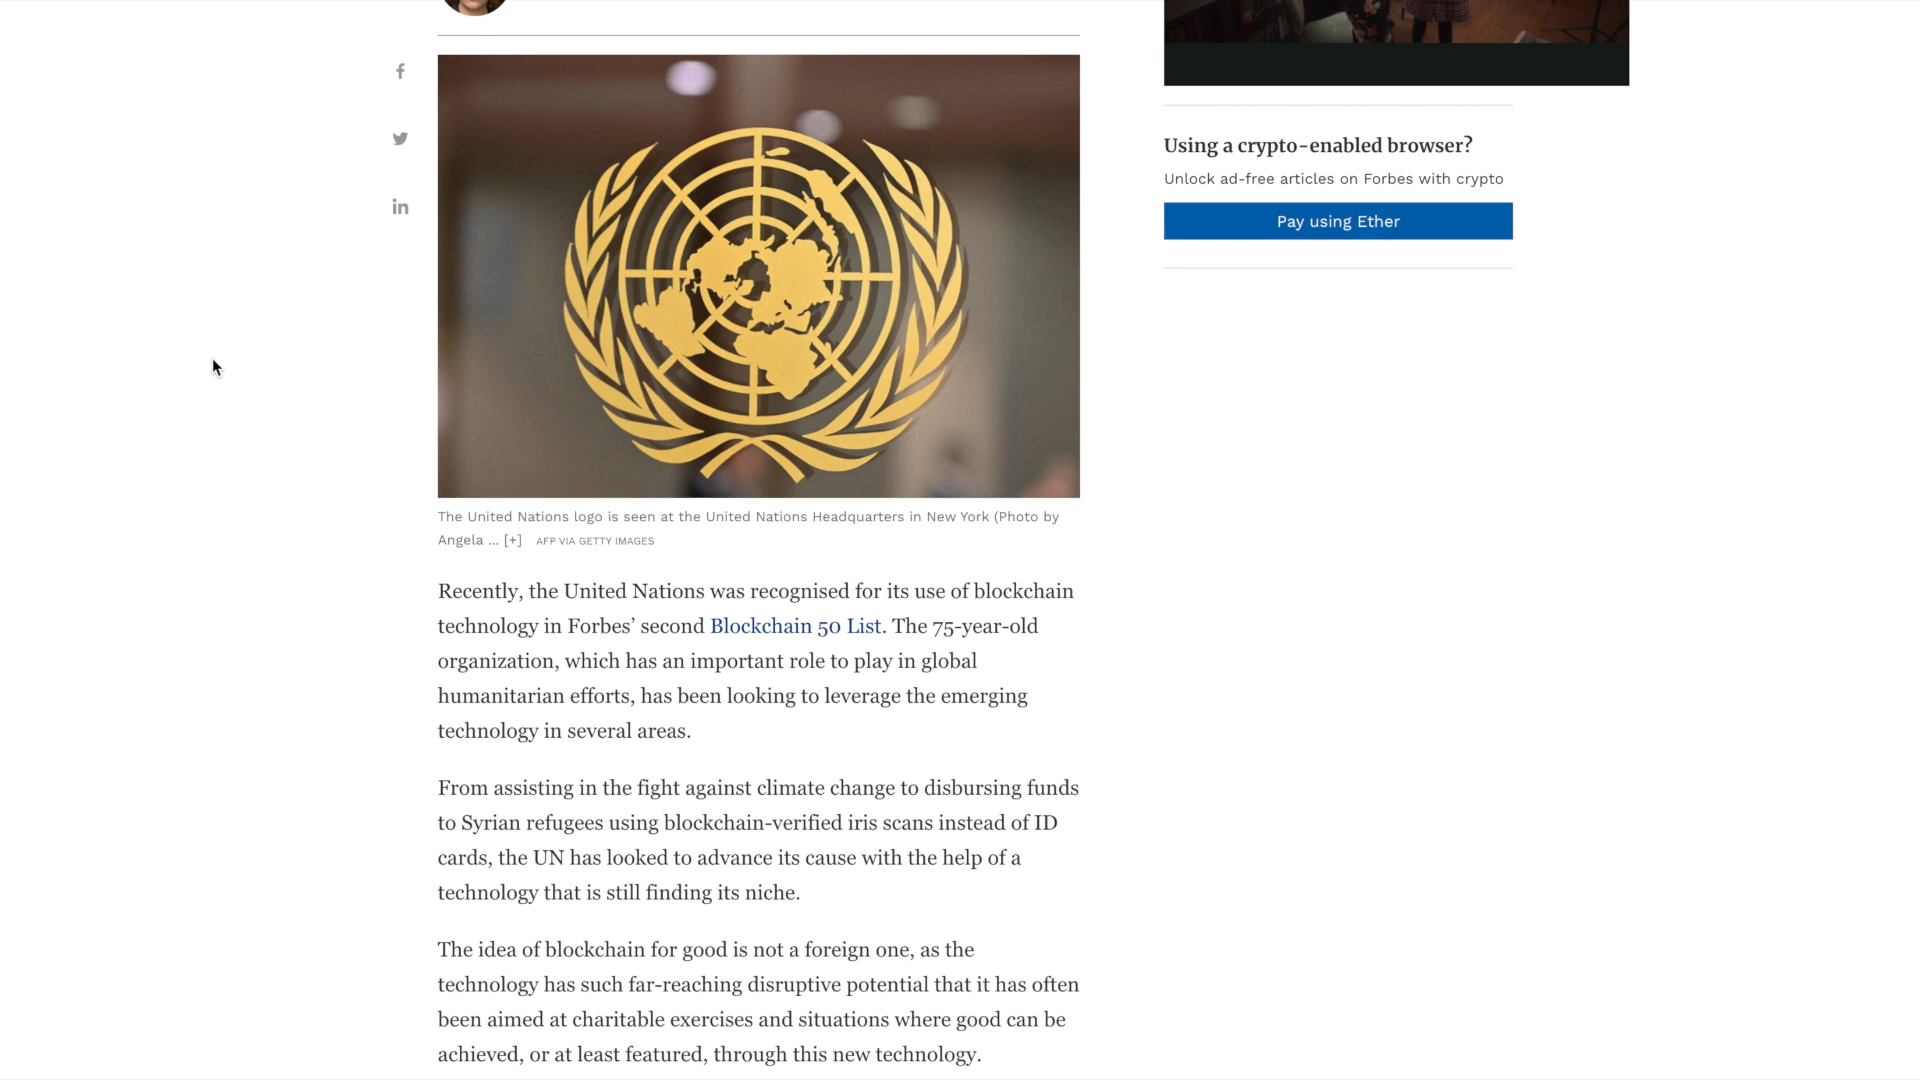 Using a crypto-enabled browser?
Unlock ad-free articles on Forbes with crypto
Pay using Ether
The United Nations logo is seen at the United Nations Headquarters in New York (Photo by
Angela ... [+] AFP VIA GETTY IMAGES
Recently, the United Nations was recognised for its use of blockchain
technology in Forbes’ second Blockchain 50 List. The 75-year-old
organization, which has an important role to play in global
humanitarian efforts, has been looking to leverage the emerging
technology in several areas.
From assisting in the fight against climate change to disbursing funds
to Syrian refugees using blockchain-verified iris scans instead of ID
cards, the UN has looked to advance its cause with the help of a
technology that is still finding its niche.
The idea of blockchain for good is not a foreign one, as the
technology has such far-reaching disruptive potential that it has often
been aimed at charitable exercises and situations where good can be
achieved, or at least featured, through this new technology.